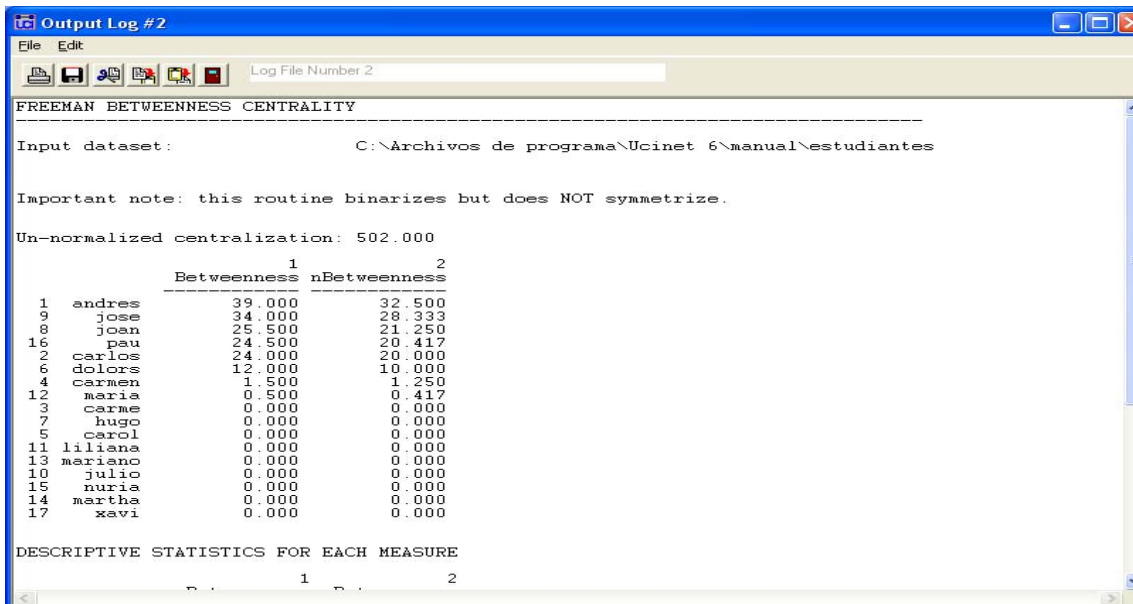 Output Log #2
File Edit
Log File Number 2
FREEMAN BETWEENNESS CENTRALITY
Input dataset: C:\Archivos de programa\Ucinet 6\manual\estudiantes
Important note: this routine binarizes but does NOT symmetrize.
Un-normalized centralization: 502.000
1 2
Betweenness nBetweenness
1 andres 39.000 32.500
9 jose 34.000 28.333
8 joan 25.500 21.250
16 pau 24.500 20.417
2 carlos 24.000 20.000
6 dolors 12.000 10.000
4 carmen 1.500 1.250
12 maria 0.500 0.417
3 carme 0.000 0.000
7 hugo 0.000 0.000
5 carol 0.000 0.000
11 liliana 0.000 0.000
13 mariano 0.000 0.000
10 julio 0.000 0.000
15 nuria 0.000 0.000
14 martha 0.000 0.000
17 xavi 0.000 0.000
DESCRIPTIVE STATISTICS FOR EACH MEASURE
1 2